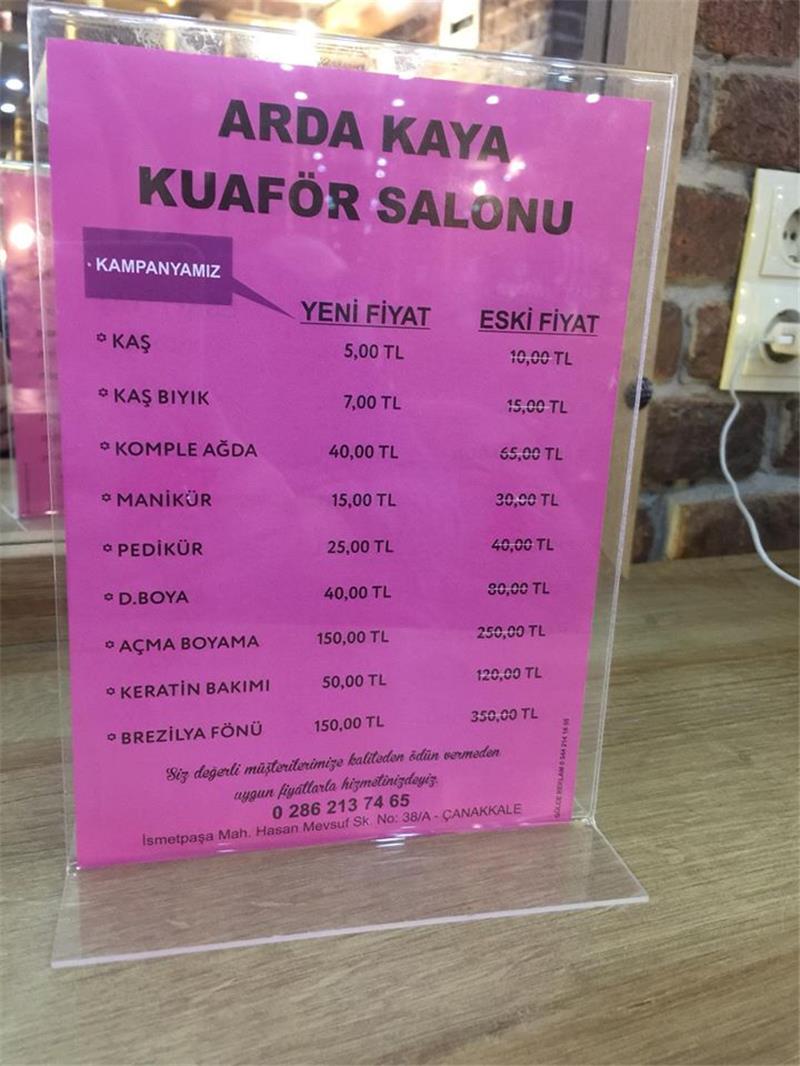 ARDA KAYA
KUAFÖR SALONU
KAMPANYAMIZ
YENİ FİYAT ESKİ FİYAT
KAŞ 5,00 TL 10,00 TL
KAŞ BIYIK 7,00 TL 15,00 TL
KOMPLE AĞDA 40,00 TL 65,00 TL
MANİKÜR 15,00 TL 30,00 TL
PEDİKÜR 25,00 TL 40,00 TL
D.BOYA 40,00 TL 80,00 TL
AÇMA BOYAMA 150,00 TL 250,00 TL
KERATİN BAKIMI 50,00 TL 120,00 TL
BREZİLYA FÖNÜ 150,00 TL 350,00 TL
Siz değerli müşterilerimize kaliteden ödün vermeden
uygun fiyatlarla hizmetinizdeyiz.
0 286 213 74 65
İsmetpaşa Mah. Hasan Mevsuf Sk. No: 38/A - ÇANAKKALE
REKLAM 0 544 214 18